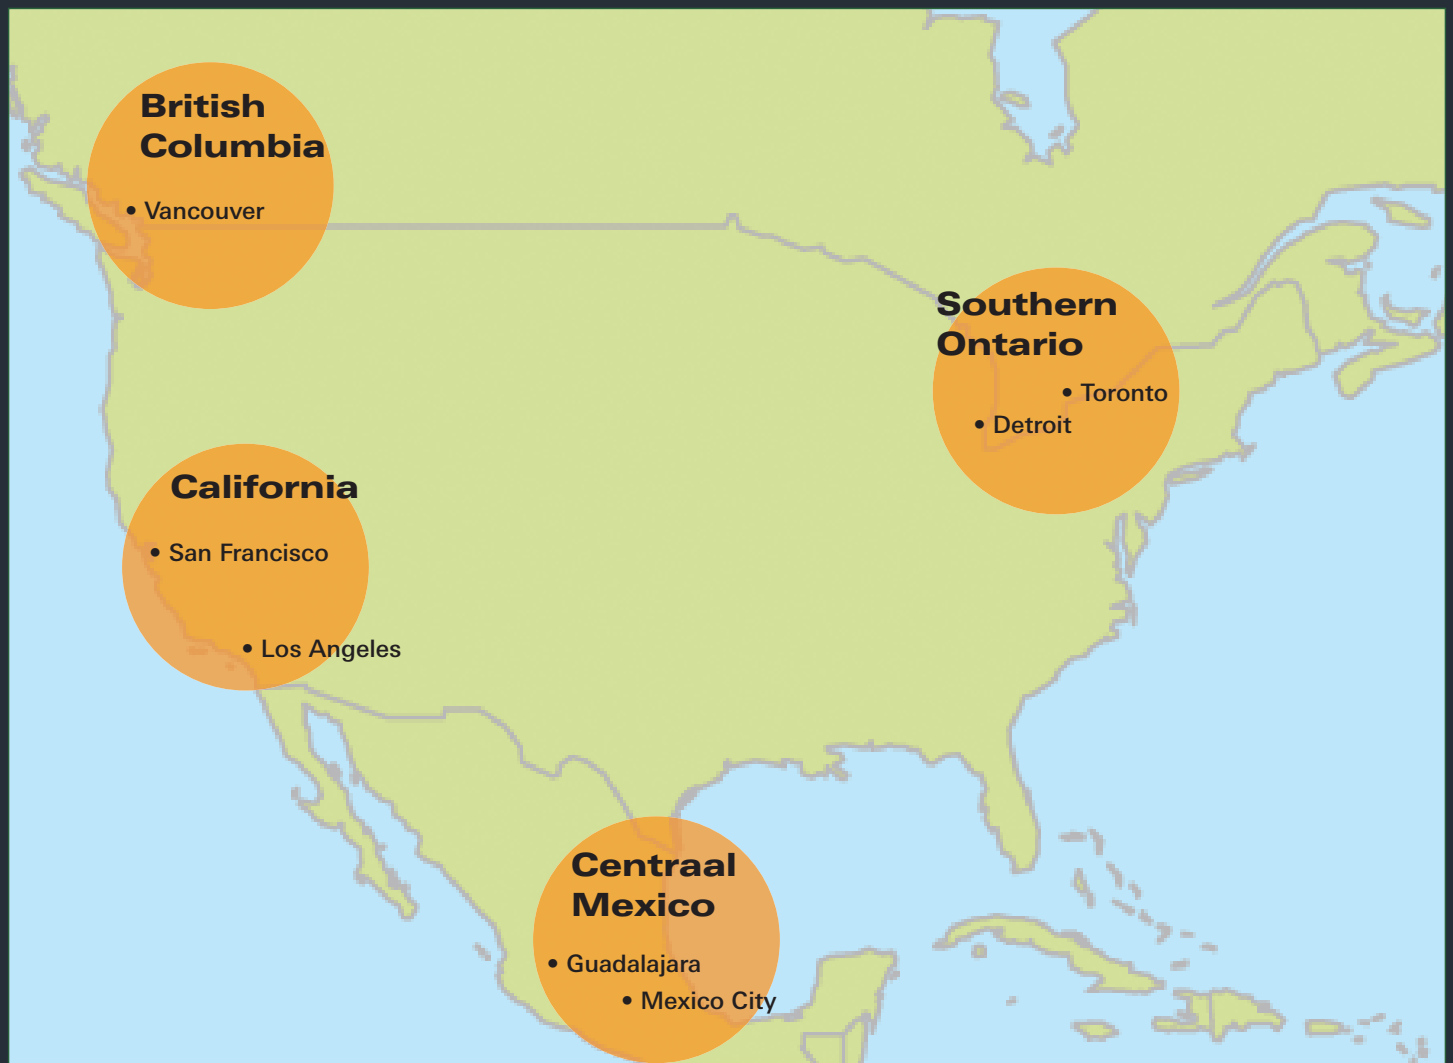 British
Columbia
• Vancouver
Southern
Ontario
• Toronto
• Detroit
California
• San Francisco
• Los Angeles
Centraal
Mexico
• Guadalajara
• Mexico City